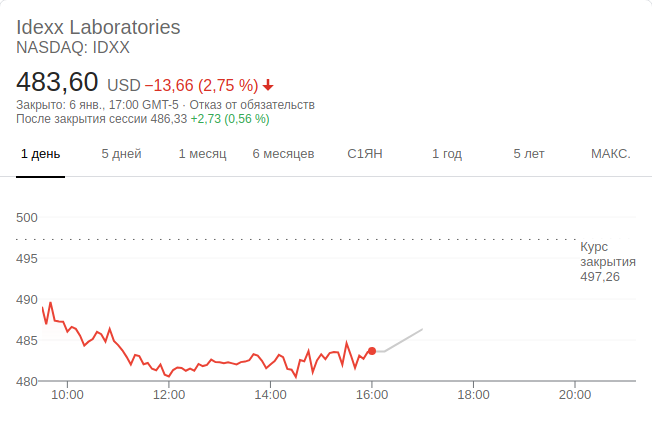 Idexx Laboratories
NASDAQ: IDXX
483,60 USD −13,66 (2,75 %)
Закрыто: 6 янв., 17:00 GMT-5 · Отказ от обязательств
После закрытия сессии 486,33 +2,73 (0,56 %)
1 день 5 дней 1 месяц 6 месяцев С1ЯН 1 год 5 лет МАКС.
500
Курс
закрытия
497,26
495
490
485
480
10:00 12:00 14:00 16:00 18:00 20:00